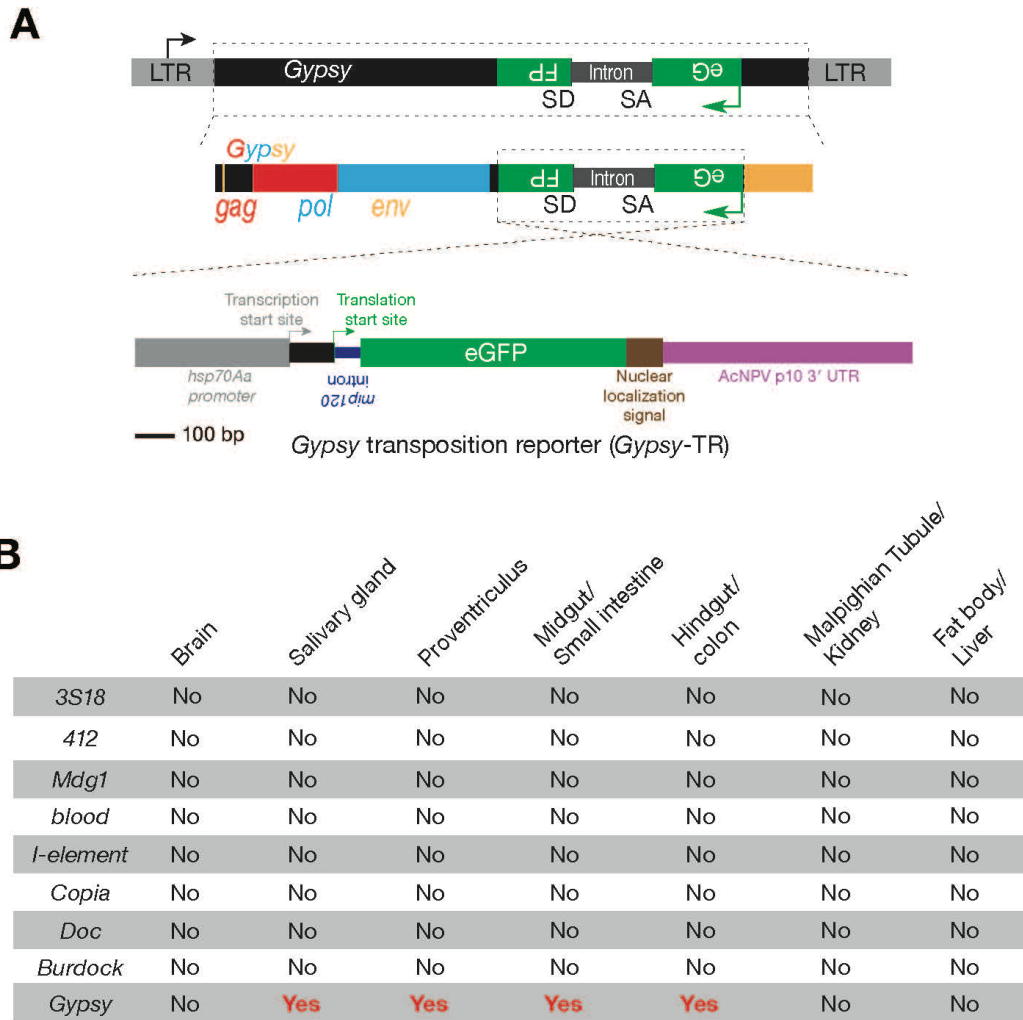 A
LTR Gypsy FP Intron eG LTR
SD SA
Gypsy
FP Intron eG
gag pol env SD SA
Transcription start site
Translation start site
eGFP
hsp70Aa promoter
mip120 intron
Nuclear localization signal
AcNPV p10 3′ UTR
100 bp
Gypsy transposition reporter (Gypsy-TR)
B
Brain
Salivary gland
Proventriculus
Midgut/
Small intestine
Hindgut/
colon
Malpighian Tubule/
Kidney
Fat body/
Liver
3S18 No No No No No No No
412 No No No No No No No
Mdg1 No No No No No No No
blood No No No No No No No
I-element No No No No No No No
Copia No No No No No No No
Doc No No No No No No No
Burdock No No No No No No No
Gypsy No Yes Yes Yes Yes No No